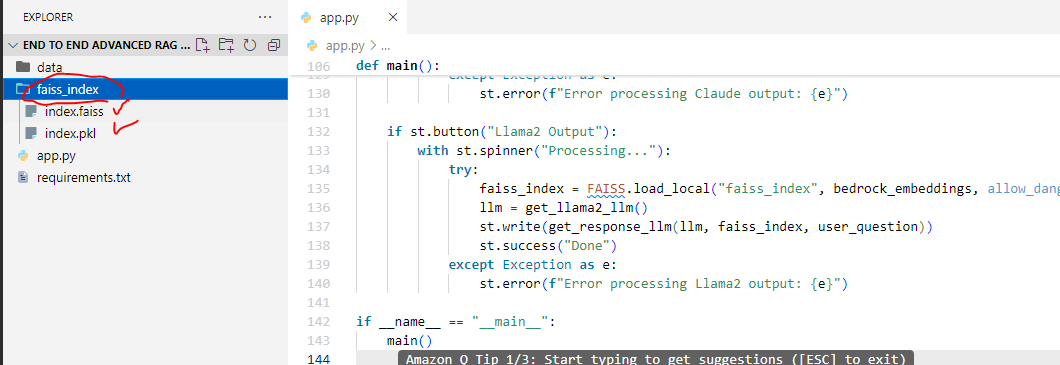 EXPLORER
END TO END ADVANCED RAG ...
data
faiss_index
index.faiss
index.pkl
app.py
requirements.txt
app.py
app.py > ...
106 def main():
129 except Exception as e:
130 st.error(f"Error processing Claude output: {e}")
131
132 if st.button("Llama2 Output"):
133 with st.spinner("Processing..."):
134 try:
135 faiss_index = FAISS.load_local("faiss_index", bedrock_embeddings, allow_dang
136 llm = get_llama2_llm()
137 st.write(get_response_llm(llm, faiss_index, user_question))
138 st.success("Done")
139 except Exception as e:
140 st.error(f"Error processing Llama2 output: {e}")
141
142 if __name__ == "__main__":
143 main()
144 Amazon Q Tip 1/3: Start typing to get suggestions ([ESC] to exit)